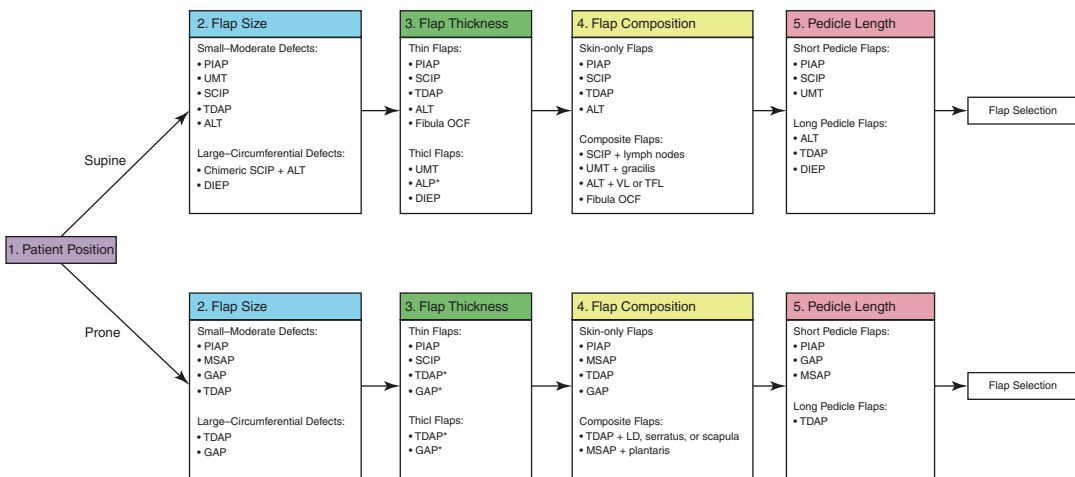 2. Flap Size
Small–Moderate Defects:
• PIAP
• UMT
• SCIP
• TDAP
• ALT
Large–Circumferential Defects:
• Chimeric SCIP + ALT
• DIEP
3. Flap Thickness
Thin Flaps:
• PIAP
• SCIP
• TDAP
• ALT
• Fibula OCF
Thicl Flaps:
• UMT
• ALP*
• DIEP
4. Flap Composition
Skin-only Flaps
• PIAP
• SCIP
• TDAP
• ALT
Composite Flaps:
• SCIP + lymph nodes
• UMT + gracilis
• ALT + VL or TFL
• Fibula OCF
5. Pedicle Length
Short Pedicle Flaps:
• PIAP
• SCIP
• UMT
Long Pedicle Flaps:
• ALT
• TDAP
• DIEP
Flap Selection
Supine
1. Patient Position
Prone
2. Flap Size
Small–Moderate Defects:
• PIAP
• MSAP
• GAP
• TDAP
Large–Circumferential Defects:
• TDAP
• GAP
3. Flap Thickness
Thin Flaps:
• PIAP
• SCIP
• TDAP*
• GAP*
Thicl Flaps:
• TDAP*
• GAP*
4. Flap Composition
Skin-only Flaps
• PIAP
• MSAP
• TDAP
• GAP
Composite Flaps:
• TDAP + LD, serratus, or scapula
• MSAP + plantaris
5. Pedicle Length
Short Pedicle Flaps:
• PIAP
• GAP
• MSAP
Long Pedicle Flaps:
• TDAP
Flap Selection